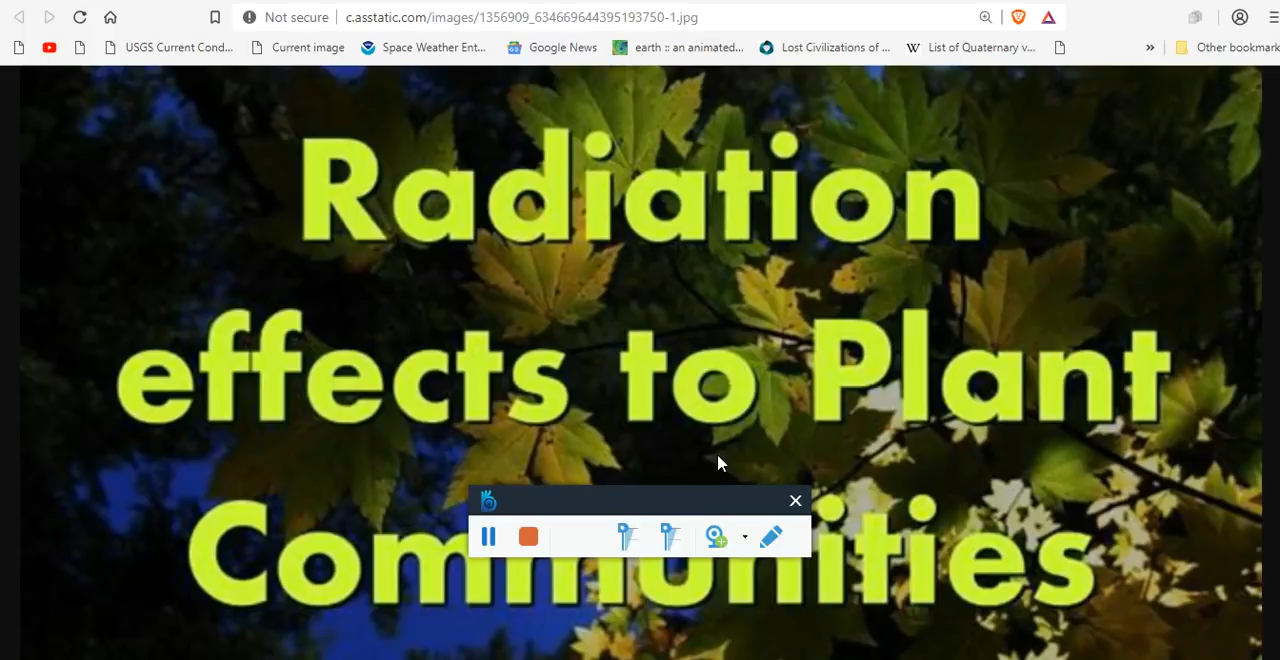 Not secure
c.asstatic.com/images/1356909_634669644395193750-1.jpg
USGS Current Cond...
Current image
Space Weather Ent...
Google News
earth :: an animated...
Lost Civilizations of ...
List of Quaternary v...
»
Other bookmark
Radiation
effects to Plant
Communities